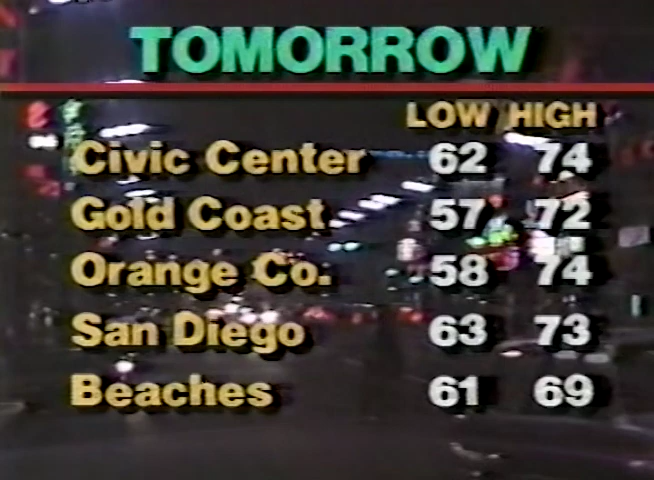 TOMORROW
LOW HIGH
Civic Center 62 74
Gold Coast 57 72
Orange Co. 58 74
San Diego 63 73
Beaches 61 69